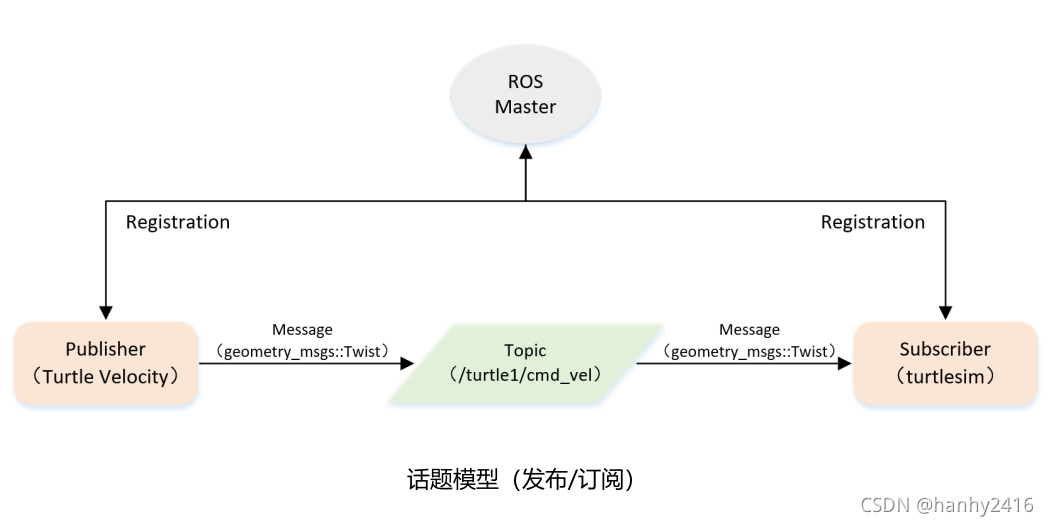 ROS
Master
Registration
Registration
Message
（geometry_msgs::Twist）
Message
（geometry_msgs::Twist）
Publisher
（Turtle Velocity）
Topic
（/turtle1/cmd_vel）
Subscriber
（turtlesim）
话题模型（发布/订阅）
CSDN @hanhy2416